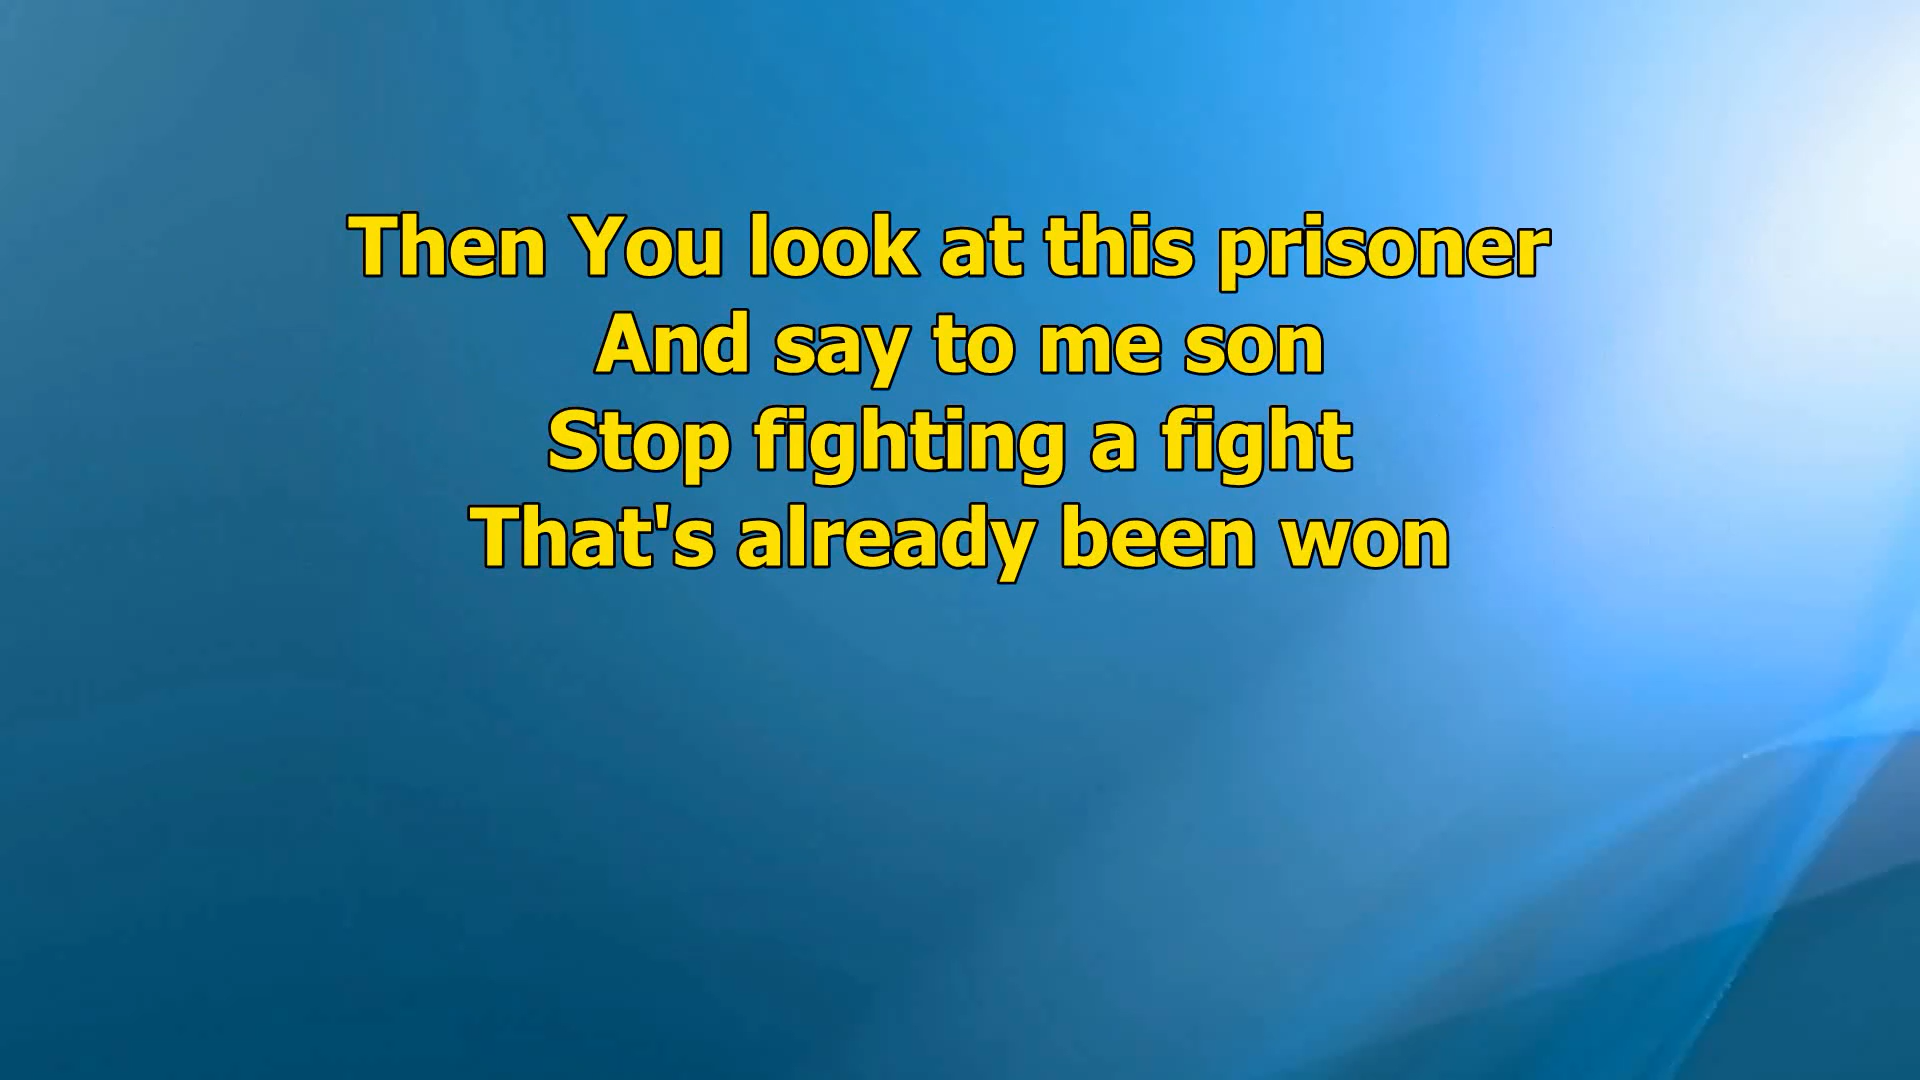 Then You look at this prisoner
And say to me son
Stop fighting a fight
That's already been won